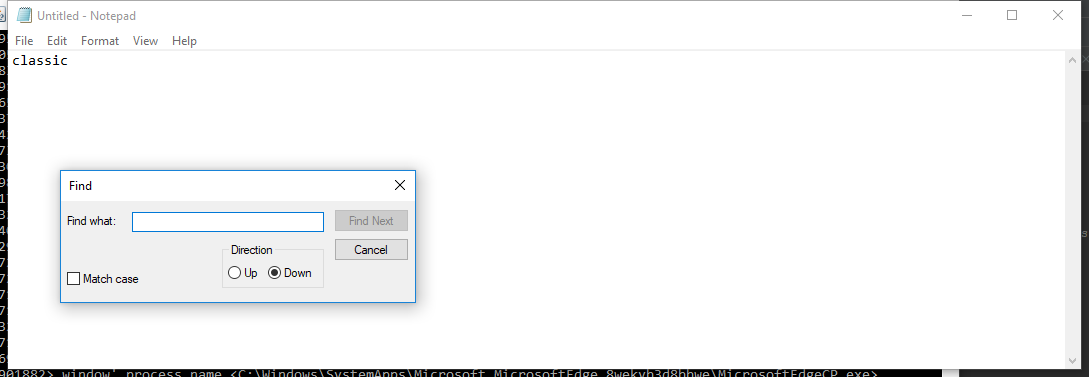 Untitled - Notepad
File Edit Format View Help
classic
Find
Find what:
Find Next
Direction
Cancel
Up Down
Match case
901882> window' process name <C:\Windows\SystemApps\Microsoft.MicrosoftEdge_8wekyb3d8bbwe\MicrosoftEdgeCP.exe>